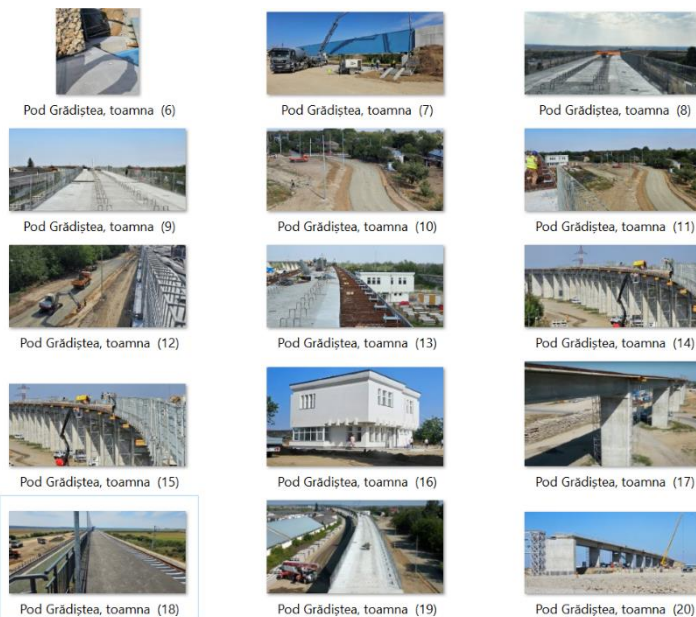 Pod Grădiștea, toamna (6)
Pod Grădiștea, toamna (7)
Pod Grădiștea, toamna (8)
Pod Grădiștea, toamna (9)
Pod Grădiștea, toamna (10)
Pod Grădiștea, toamna (11)
Pod Grădiștea, toamna (12)
Pod Grădiștea, toamna (13)
Pod Grădiștea, toamna (14)
Pod Grădiștea, toamna (15)
Pod Grădiștea, toamna (16)
Pod Grădiștea, toamna (17)
Pod Grădiștea, toamna (18)
Pod Grădiștea, toamna (19)
Pod Grădiștea, toamna (20)